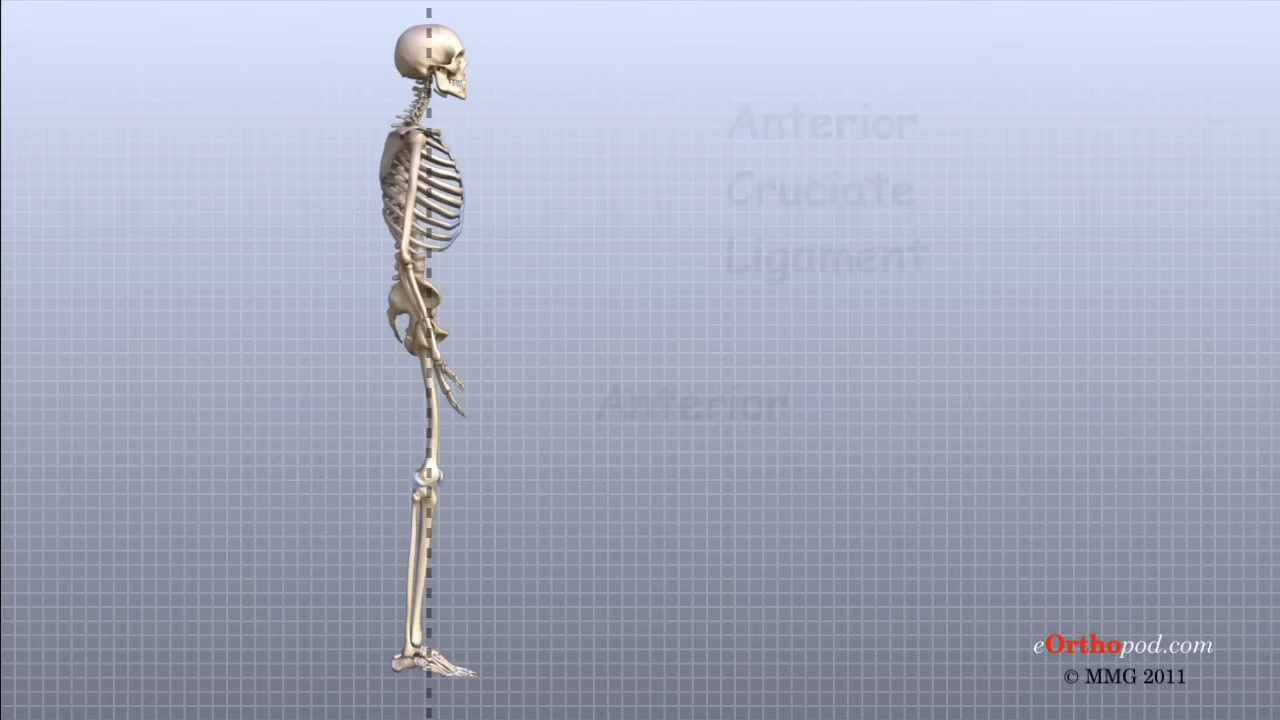 Anterior
Cruciate
Ligament
Anterior
eOrthopod.com
© MMG 2011